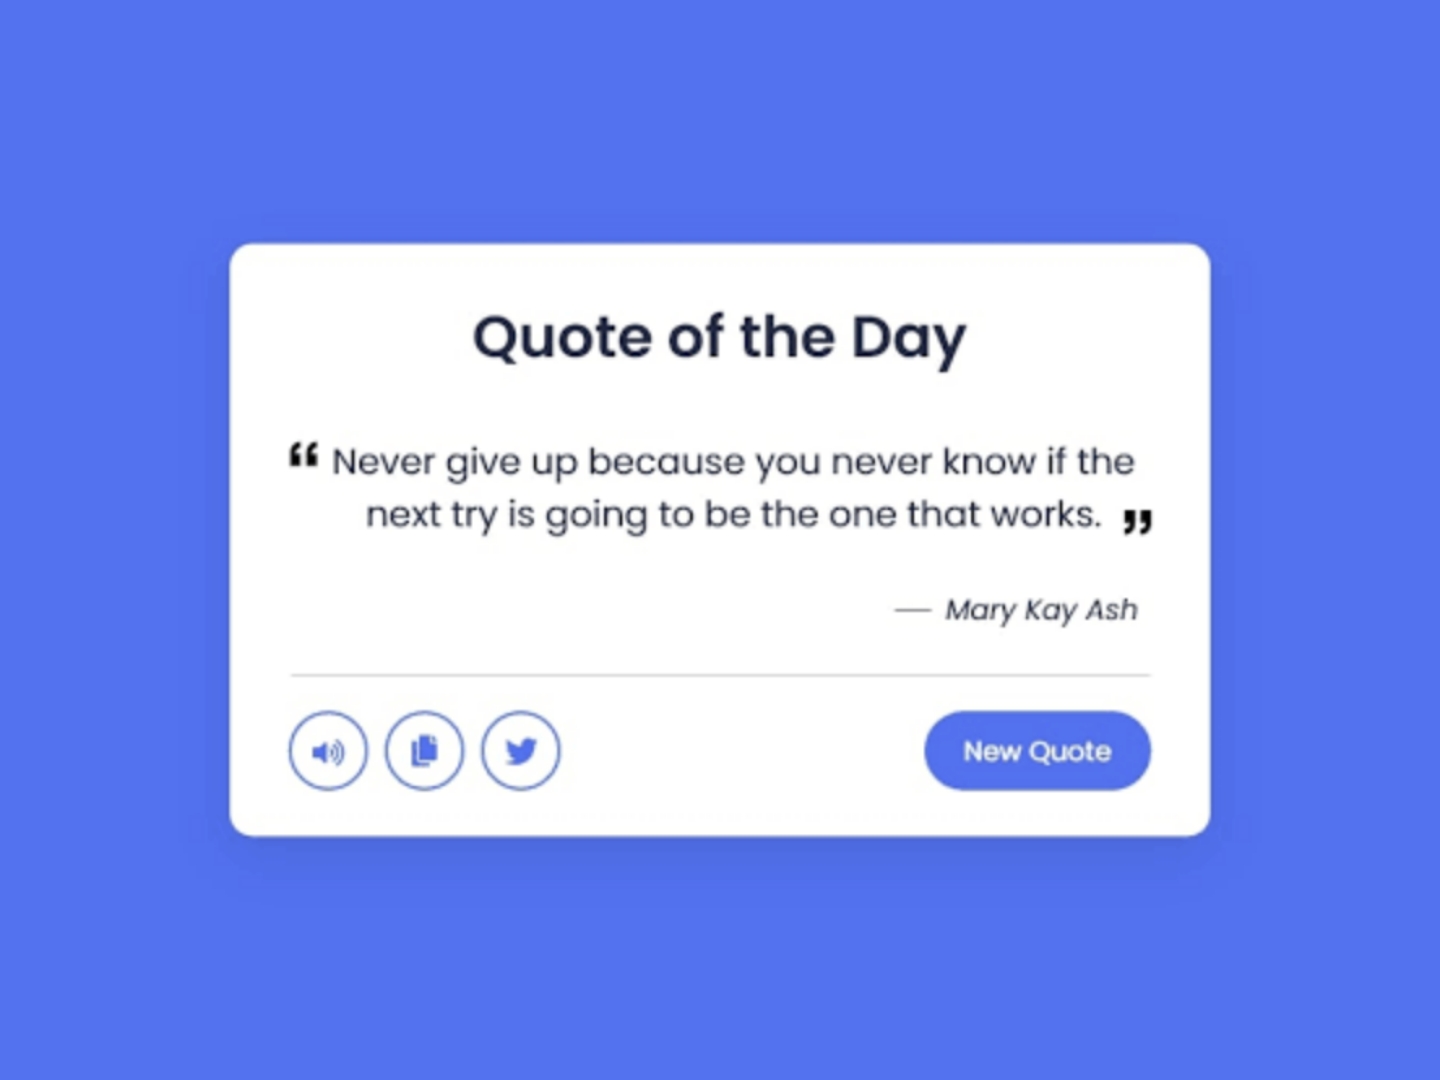 Quote of the Day
“ Never give up because you never know if the
next try is going to be the one that works. ”
— Mary Kay Ash
New Quote